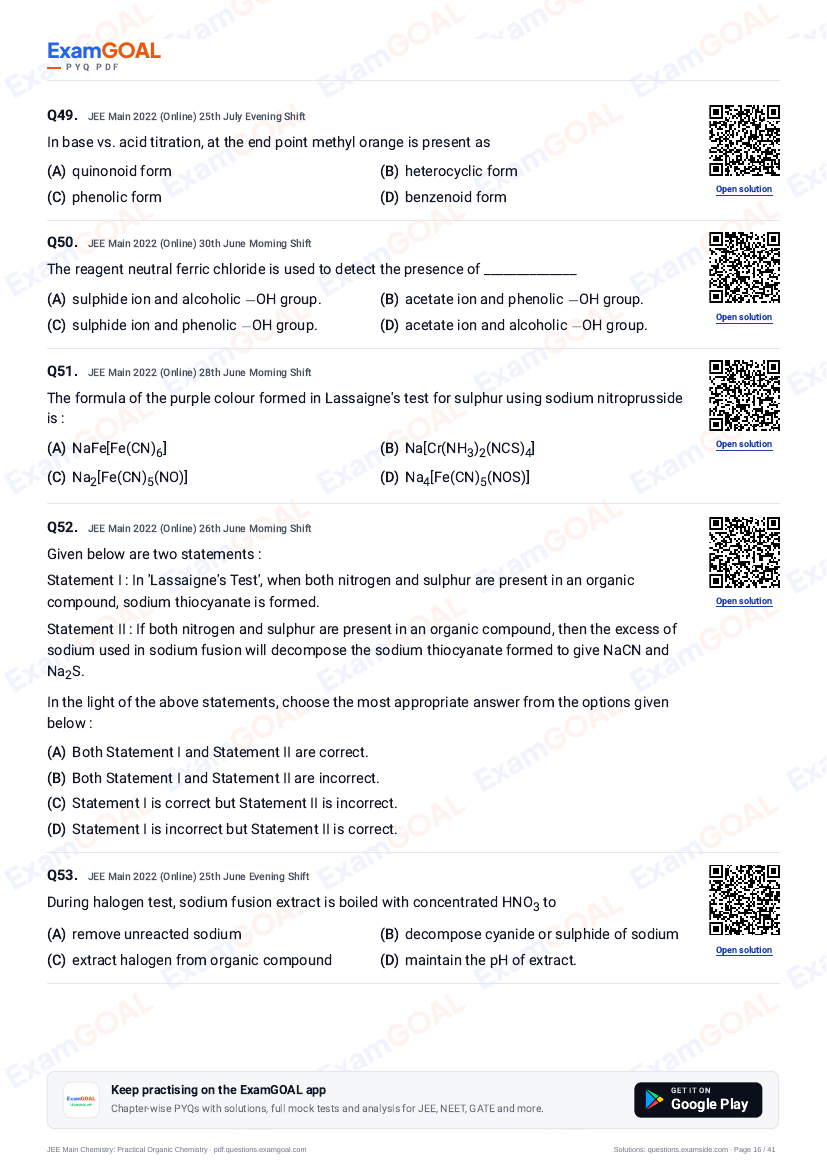 ExamGOAL
PYQ PDF
Q49. JEE Main 2022 (Online) 25th July Evening Shift
In base vs. acid titration, at the end point methyl orange is present as
(A) quinonoid form (B) heterocyclic form
(C) phenolic form (D) benzenoid form
Open solution
Q50. JEE Main 2022 (Online) 30th June Morning Shift
The reagent neutral ferric chloride is used to detect the presence of ____________
(A) sulphide ion and alcoholic −OH group. (B) acetate ion and phenolic −OH group.
(C) sulphide ion and phenolic −OH group. (D) acetate ion and alcoholic −OH group.
Open solution
Q51. JEE Main 2022 (Online) 28th June Morning Shift
The formula of the purple colour formed in Lassaigne's test for sulphur using sodium nitroprusside
is :
(A) NaFe[Fe(CN)6] (B) Na[Cr(NH3)2(NCS)4]
(C) Na2[Fe(CN)5(NO)] (D) Na4[Fe(CN)5(NOS)]
Open solution
Q52. JEE Main 2022 (Online) 26th June Morning Shift
Given below are two statements :
Statement I : In 'Lassaigne's Test', when both nitrogen and sulphur are present in an organic
compound, sodium thiocyanate is formed.
Statement II : If both nitrogen and sulphur are present in an organic compound, then the excess of
sodium used in sodium fusion will decompose the sodium thiocyanate formed to give NaCN and
Na2S.
In the light of the above statements, choose the most appropriate answer from the options given
below :
(A) Both Statement I and Statement II are correct.
(B) Both Statement I and Statement II are incorrect.
(C) Statement I is correct but Statement II is incorrect.
(D) Statement I is incorrect but Statement II is correct.
Open solution
Q53. JEE Main 2022 (Online) 25th June Evening Shift
During halogen test, sodium fusion extract is boiled with concentrated HNO3 to
(A) remove unreacted sodium (B) decompose cyanide or sulphide of sodium
(C) extract halogen from organic compound (D) maintain the pH of extract.
Open solution
Keep practising on the ExamGOAL app
Chapter-wise PYQs with solutions, full mock tests and analysis for JEE, NEET, GATE and more.
GET IT ON
Google Play
JEE Main Chemistry: Practical Organic Chemistry · pdf.questions.examgoal.com
Solutions: questions.examside.com · Page 16 / 41